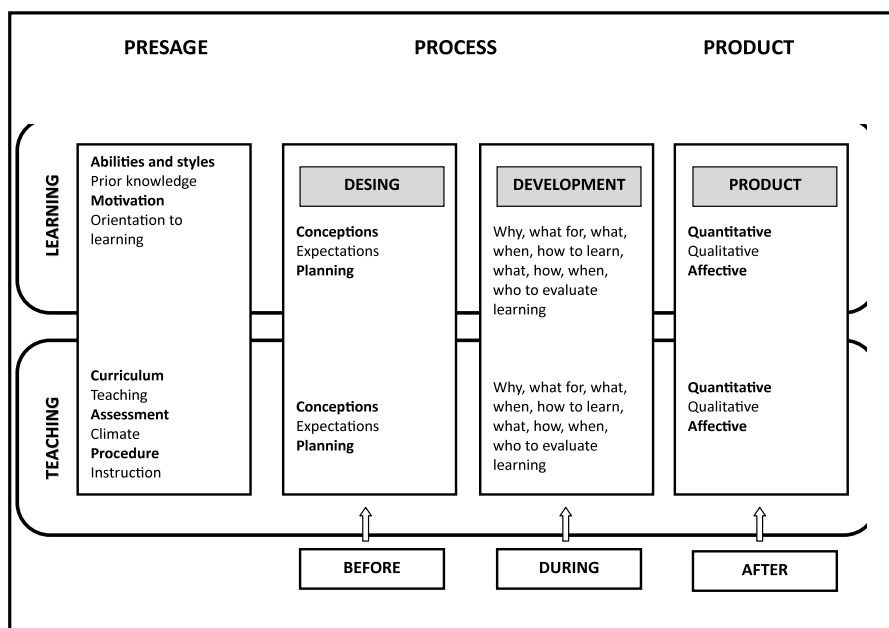 PRESAGE
PROCESS
PRODUCT
LEARNING
Abilities and styles
Prior knowledge
Motivation
Orientation to
learning
DESING
Conceptions
Expectations
Planning
DEVELOPMENT
Why, what for, what,
when, how to learn,
what, how, when,
who to evaluate
learning
PRODUCT
Quantitative
Qualitative
Affective
TEACHING
Curriculum
Teaching
Assessment
Climate
Procedure
Instruction
Conceptions
Expectations
Planning
Why, what for, what,
when, how to learn,
what, how, when,
who to evaluate
learning
Quantitative
Qualitative
Affective
BEFORE
DURING
AFTER